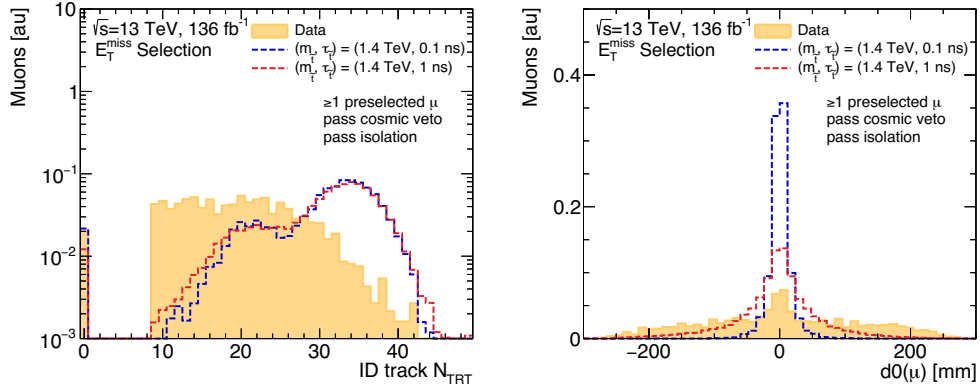 Muons [au]
√s=13 TeV, 136 fb⁻¹
E_T^miss Selection
Data
(m_t̃, τ_t̃) = (1.4 TeV, 0.1 ns)
(m_t̃, τ_t̃) = (1.4 TeV, 1 ns)
≥1 preselected μ
pass cosmic veto
pass isolation
10
1
10⁻¹
10⁻²
10⁻³
0 10 20 30 40
ID track N_TRT
Muons [au]
√s=13 TeV, 136 fb⁻¹
E_T^miss Selection
Data
(m_t̃, τ_t̃) = (1.4 TeV, 0.1 ns)
(m_t̃, τ_t̃) = (1.4 TeV, 1 ns)
≥1 preselected μ
pass cosmic veto
pass isolation
0.4
0.2
0
−200 0 200
d0(μ) [mm]